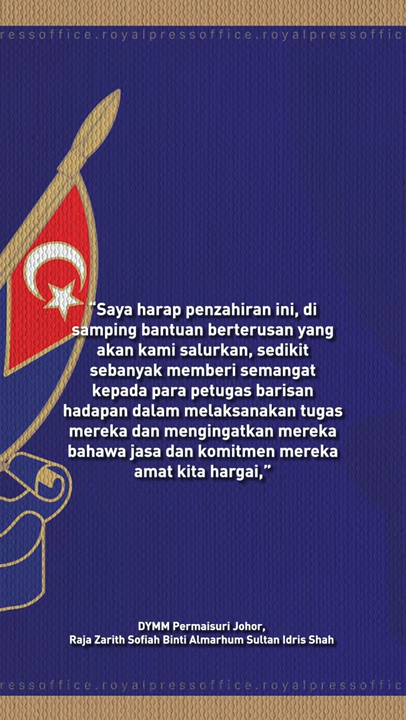 ressoffice.royalpressoffice.royalpressoffic
"Saya harap penzahiran ini, di
samping bantuan berterusan yang
akan kami salurkan, sedikit
sebanyak memberi semangat
kepada para petugas barisan
hadapan dalam melaksanakan tugas
mereka dan mengingatkan mereka
bahawa jasa dan komitmen mereka
amat kita hargai,”
DYMM Permaisuri Johor,
Raja Zarith Sofiah Binti Almarhum Sultan Idris Shah
ressoffice.royalpressoffice.royalpressoffic